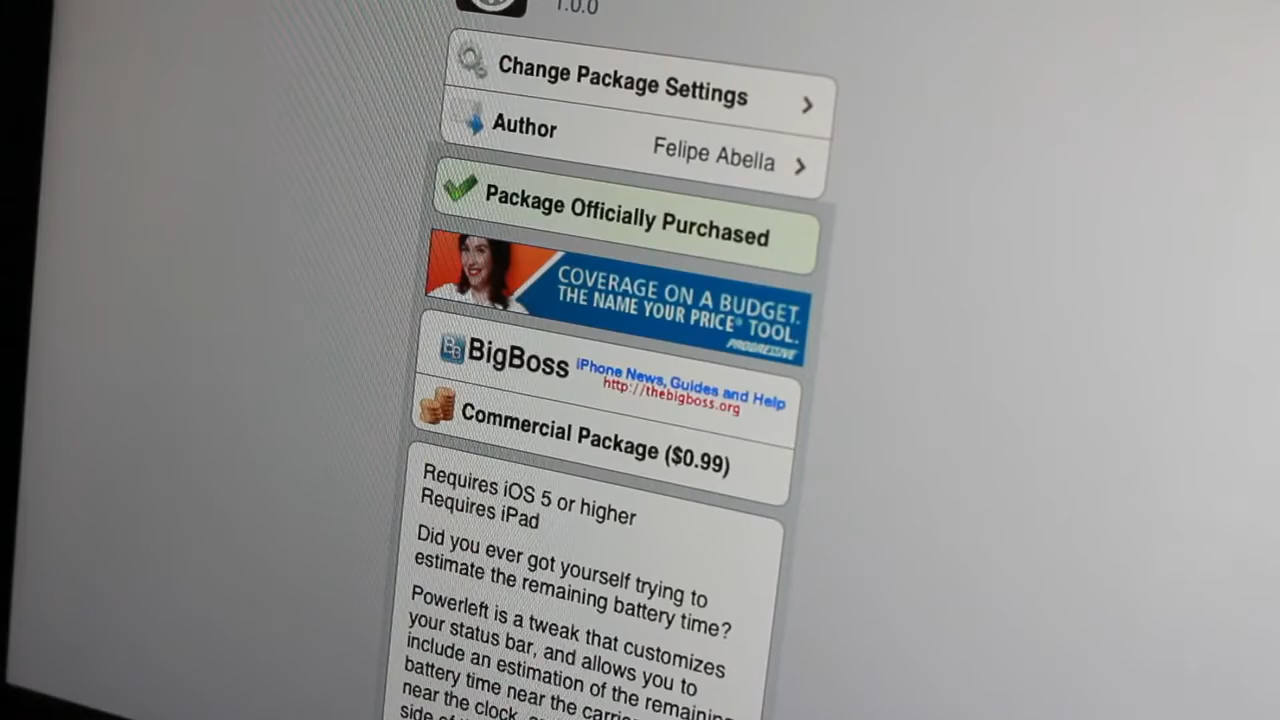 1.0.0
Change Package Settings
Author Felipe Abella
Package Officially Purchased
COVERAGE ON A BUDGET.
THE NAME YOUR PRICE® TOOL.
PROGRESSIVE
BB BigBoss iPhone News, Guides and Help
http://thebigboss.org
Commercial Package ($0.99)
Requires iOS 5 or higher
Requires iPad
Did you ever got yourself trying to
estimate the remaining battery time?
Powerleft is a tweak that customizes
your status bar, and allows you to
include an estimation of the remaining
battery time near the
near the clock,
side of